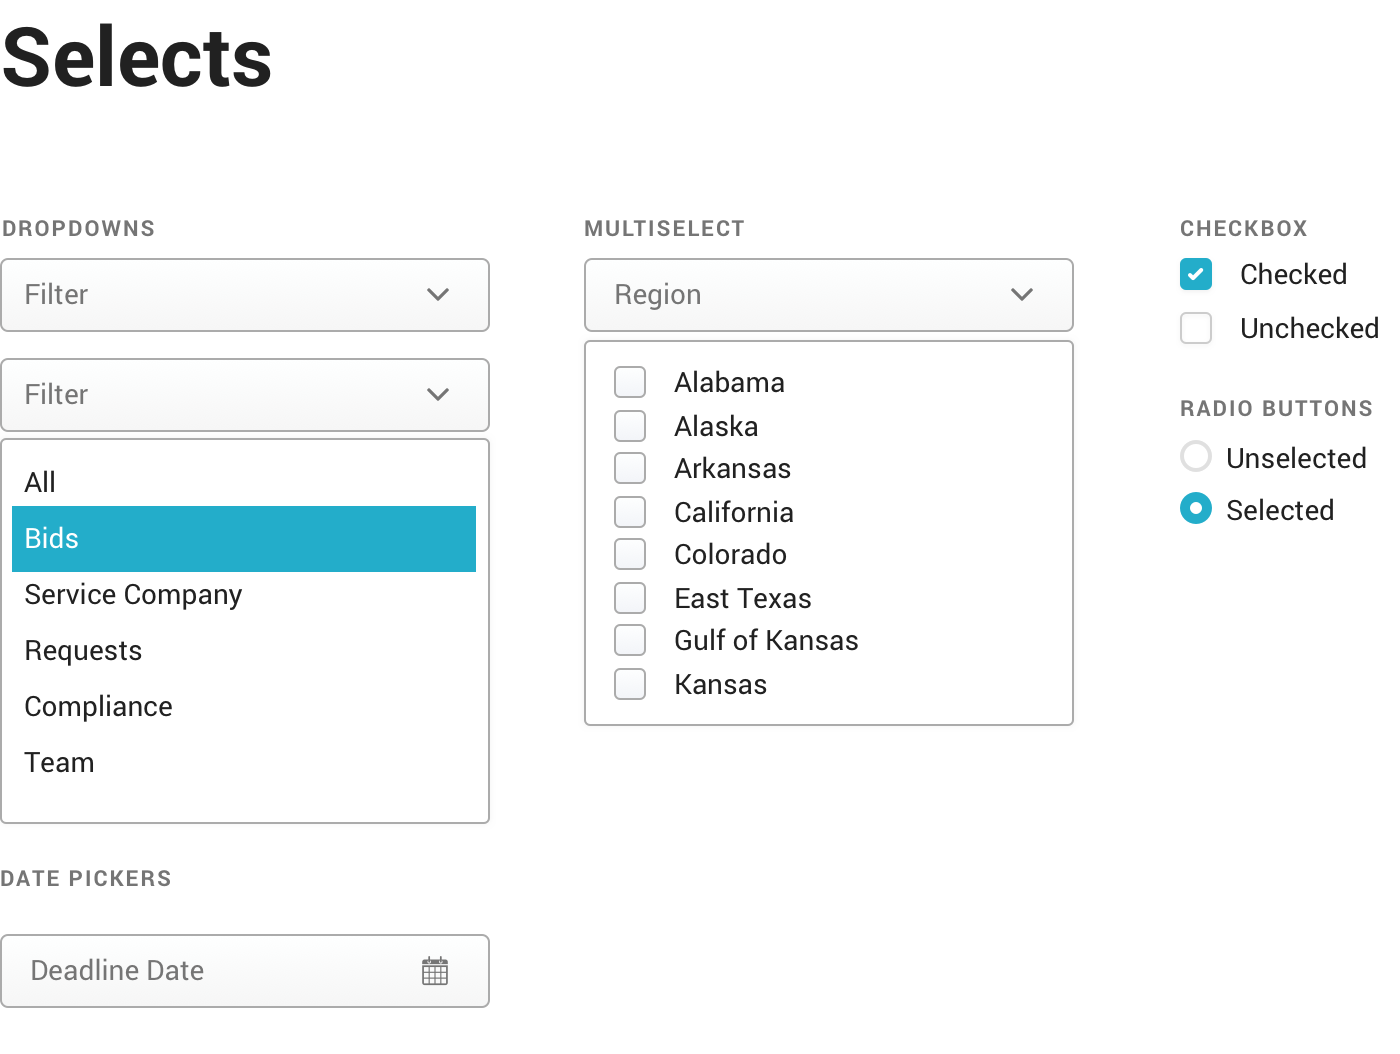 Selects
DROPDOWNS
Filter
Filter
All
Bids
Service Company
Requests
Compliance
Team
DATE PICKERS
Deadline Date
MULTISELECT
Region
Alabama
Alaska
Arkansas
California
Colorado
East Texas
Gulf of Kansas
Kansas
CHECKBOX
Checked
Unchecked
RADIO BUTTONS
Unselected
Selected